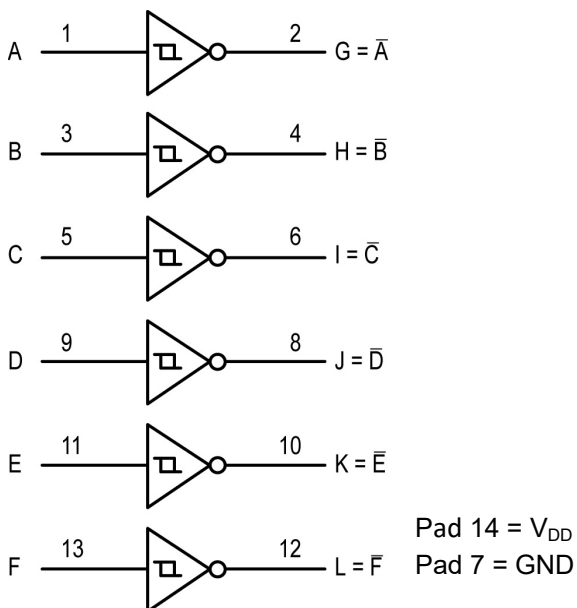 1 2
A G = A̅
3 4
B H = B̅
5 6
C I = C̅
9 8
D J = D̅
11 10
E K = E̅
13 12
F L = F̅
Pad 14 = V_DD
Pad 7 = GND